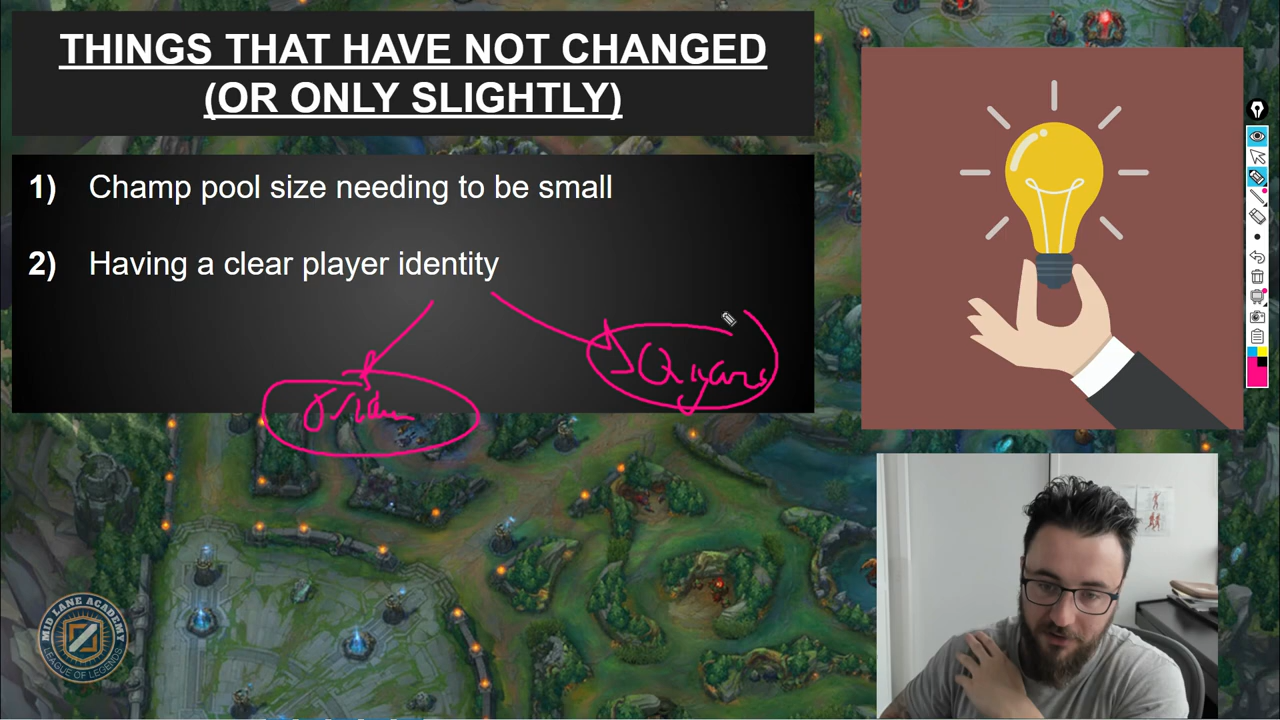 THINGS THAT HAVE NOT CHANGED
(OR ONLY SLIGHTLY)
1) Champ pool size needing to be small
2) Having a clear player identity
MID LANE ACADEMY
LEAGUE OF LEGENDS